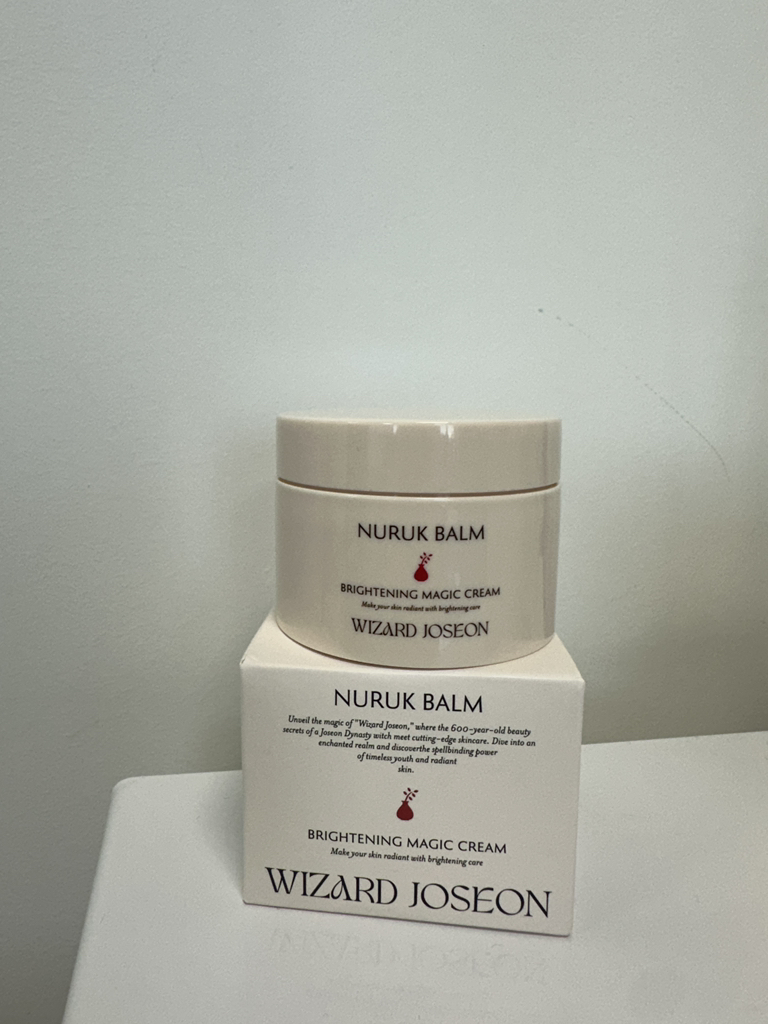 NURUK BALM
BRIGHTENING MAGIC CREAM
Make your skin radiant with brightening care
WIZARD JOSEON
NURUK BALM
Unveil the magic of "Wizard Joseon," where the 600-year-old beauty
secrets of a Joseon Dynasty witch meet cutting-edge skincare. Dive into an
enchanted realm and discoverthe spellbinding power
of timeless youth and radiant
skin.
BRIGHTENING MAGIC CREAM
Make your skin radiant with brightening care
WIZARD JOSEON